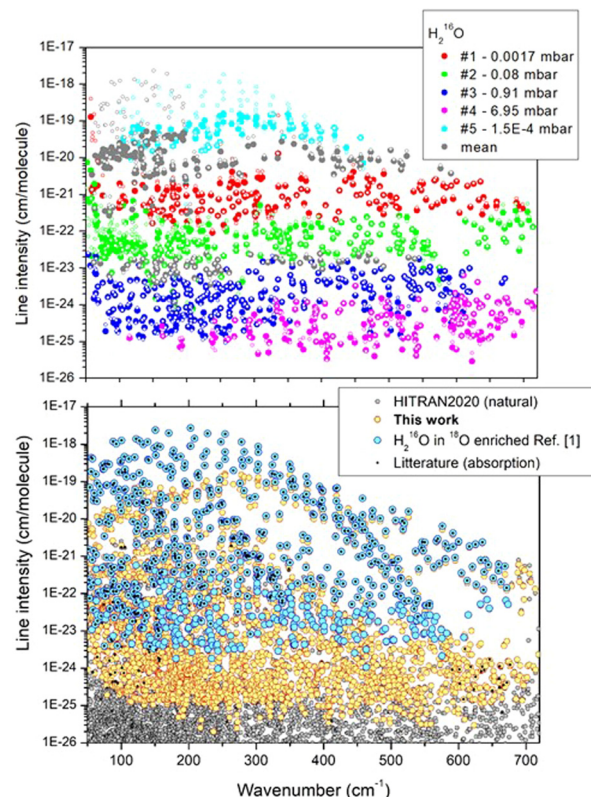 H₂¹⁶O
#1 - 0.0017 mbar
#2 - 0.08 mbar
#3 - 0.91 mbar
#4 - 6.95 mbar
#5 - 1.5E-4 mbar
mean
1E-17
1E-18
1E-19
1E-20
1E-21
1E-22
1E-23
1E-24
1E-25
1E-26
Line intensity (cm/molecule)
HITRAN2020 (natural)
This work
H₂¹⁶O in ¹⁸O enriched Ref. [1]
Litterature (absorption)
1E-17
1E-18
1E-19
1E-20
1E-21
1E-22
1E-23
1E-24
1E-25
1E-26
Line intensity (cm/molecule)
100 200 300 400 500 600 700
Wavenumber (cm⁻¹)